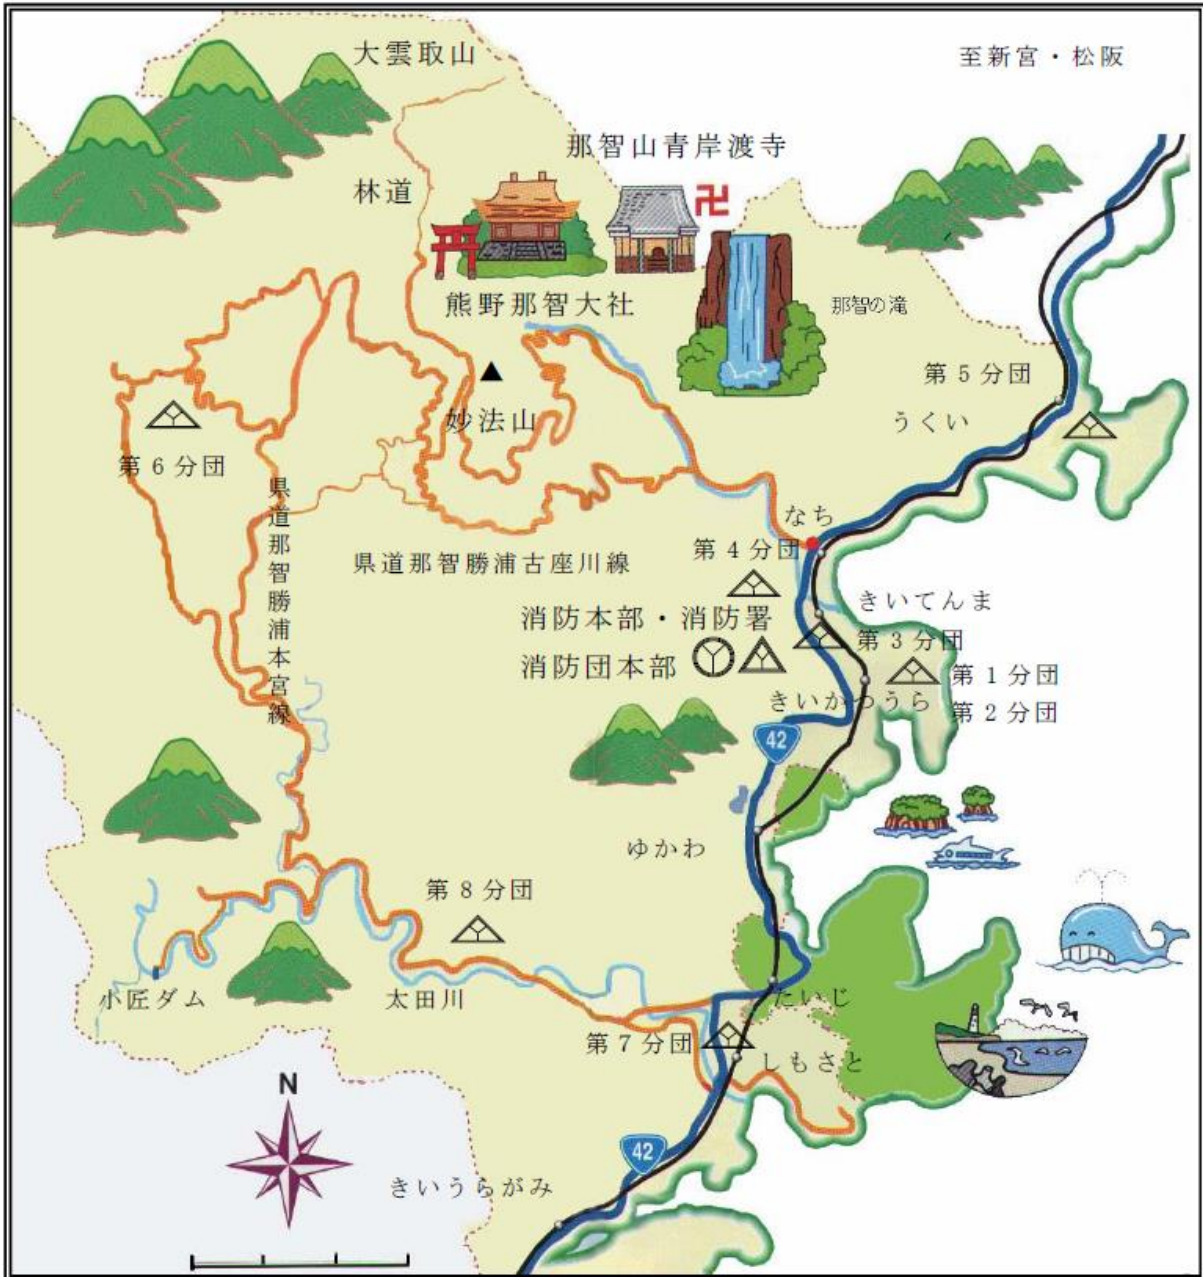 大雲取山
至新宮・松阪
那智山青岸渡寺
林道
熊野那智大社
那智の滝
第5分団
うくい
妙法山
第6分団
県道那智勝浦本宮線
なち
第4分団
県道那智勝浦古座川線
きいてんま
消防本部・消防署
第3分団
消防団本部
第1分団
きいかつうら
第2分団
42
ゆかわ
第8分団
小匠ダム
太田川
たいじ
第7分団
しもさと
N
42
きいうらがみ